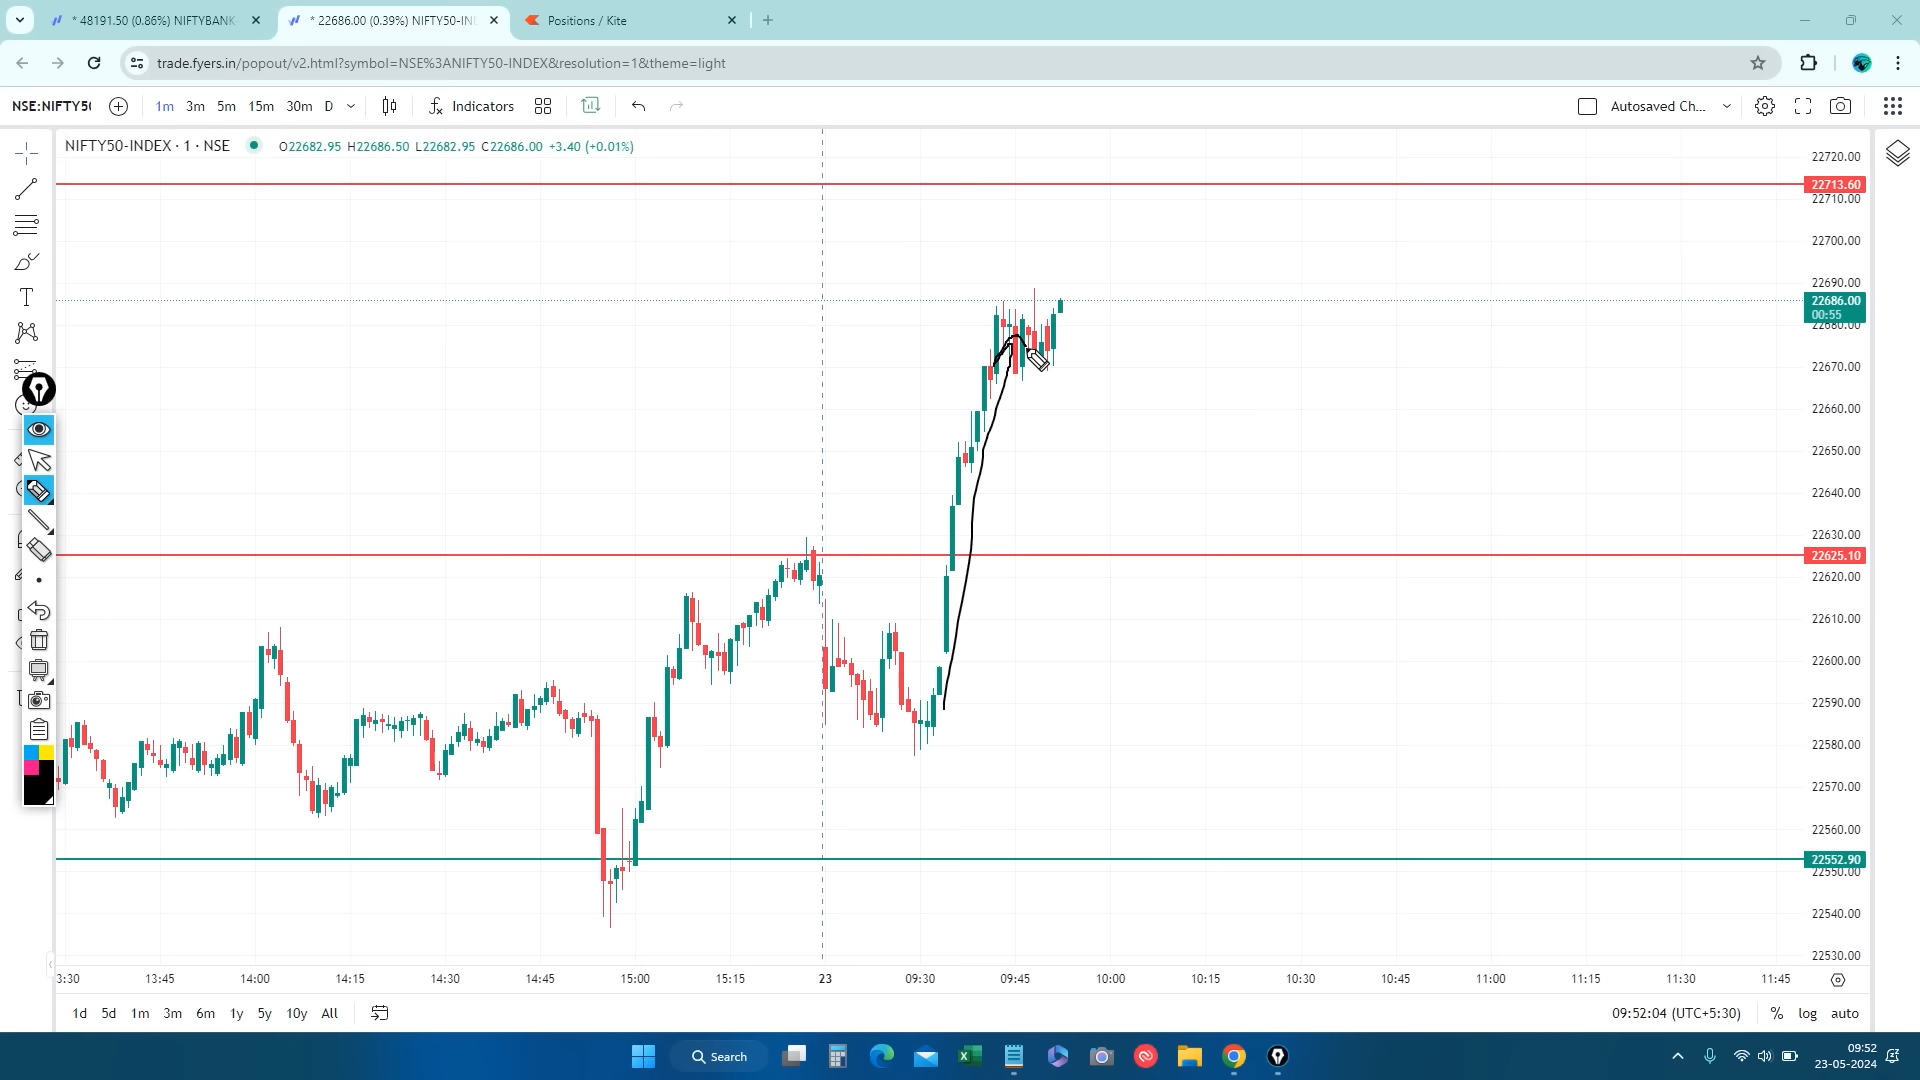 * 48191.50 (0.86%) NIFTYBANK
* 22686.00 (0.39%) NIFTY50-IN
Positions / Kite
trade.fyers.in/popout/v2.html?symbol=NSE%3ANIFTY50-INDEX&resolution=1&theme=light
NSE:NIFTY50
1m 3m 5m 15m 30m D
Indicators
Autosaved Ch...
NIFTY50-INDEX · 1 · NSE
O22682.95 H22686.50 L22682.95 C22686.00 +3.40 (+0.01%)
22720.00
22713.60
22710.00
22700.00
22690.00
22686.00
00:55
22680.00
22670.00
22660.00
22650.00
22640.00
22630.00
22625.10
22620.00
22610.00
22600.00
22590.00
22580.00
22570.00
22560.00
22552.90
22550.00
22540.00
22530.00
3:30 13:45 14:00 14:15 14:30 14:45 15:00 15:15 23 09:30 09:45 10:00 10:15 10:30 10:45 11:00 11:15 11:30 11:45
1d 5d 1m 3m 6m 1y 5y 10y All
09:52:04 (UTC+5:30) % log auto
Search
09:52
23-05-2024